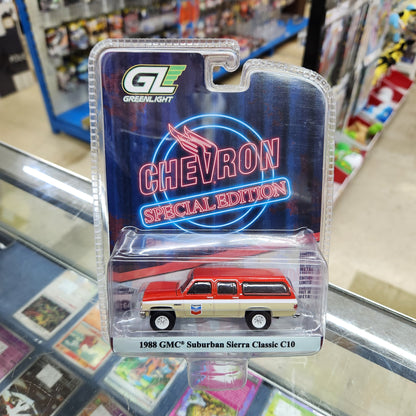 GL
GREENLIGHT
CHEVRON
SPECIAL EDITION
1988 GMC® Suburban Sierra Classic C10